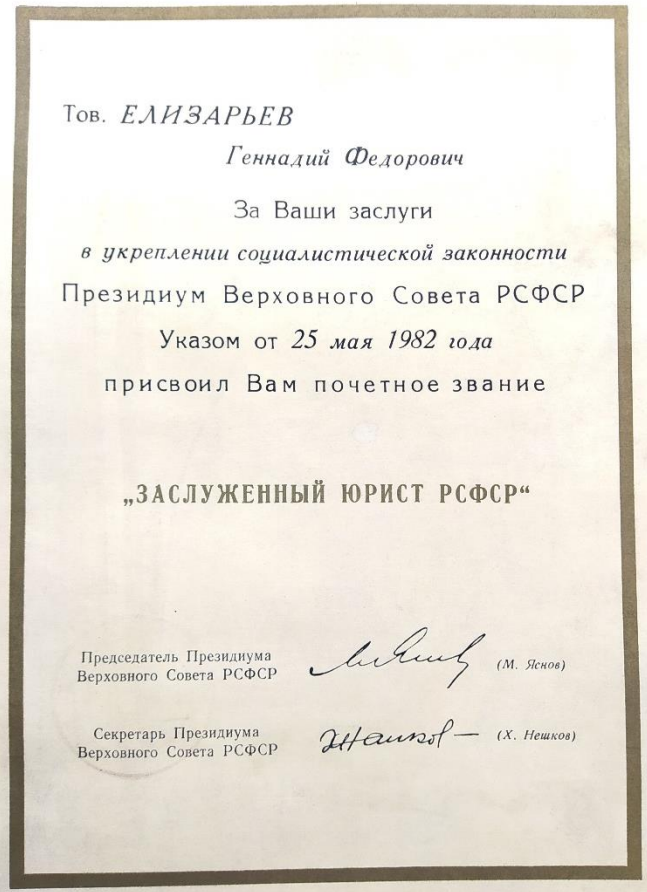 Тов. ЕЛИЗАРЬЕВ
Геннадий Федорович
За Ваши заслуги
в укреплении социалистической законности
Президиум Верховного Совета РСФСР
Указом от 25 мая 1982 года
присвоил Вам почетное звание
„ЗАСЛУЖЕННЫЙ ЮРИСТ РСФСР“
Председатель Президиума
Верховного Совета РСФСР
(М. Яснов)
Секретарь Президиума
Верховного Совета РСФСР
(Х. Нешков)